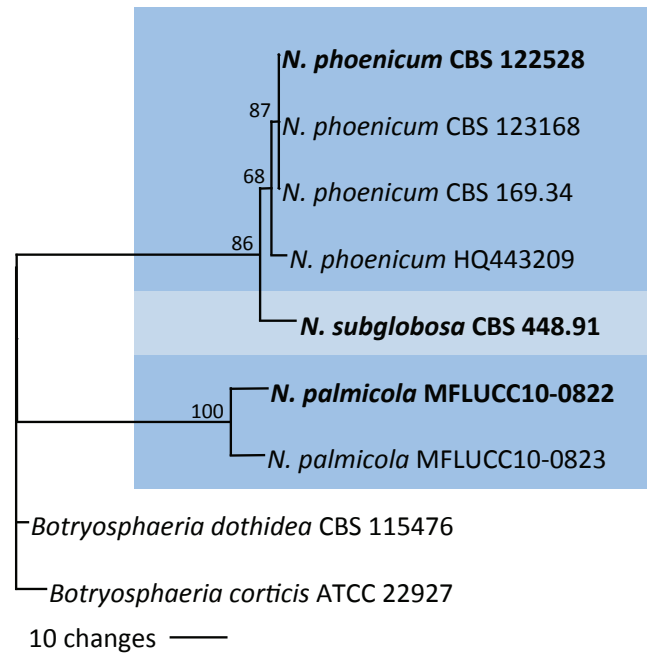 N. phoenicum CBS 122528
87
N. phoenicum CBS 123168
68
N. phoenicum CBS 169.34
86
N. phoenicum HQ443209
N. subglobosa CBS 448.91
N. palmicola MFLUCC10-0822
100
N. palmicola MFLUCC10-0823
Botryosphaeria dothidea CBS 115476
Botryosphaeria corticis ATCC 22927
10 changes